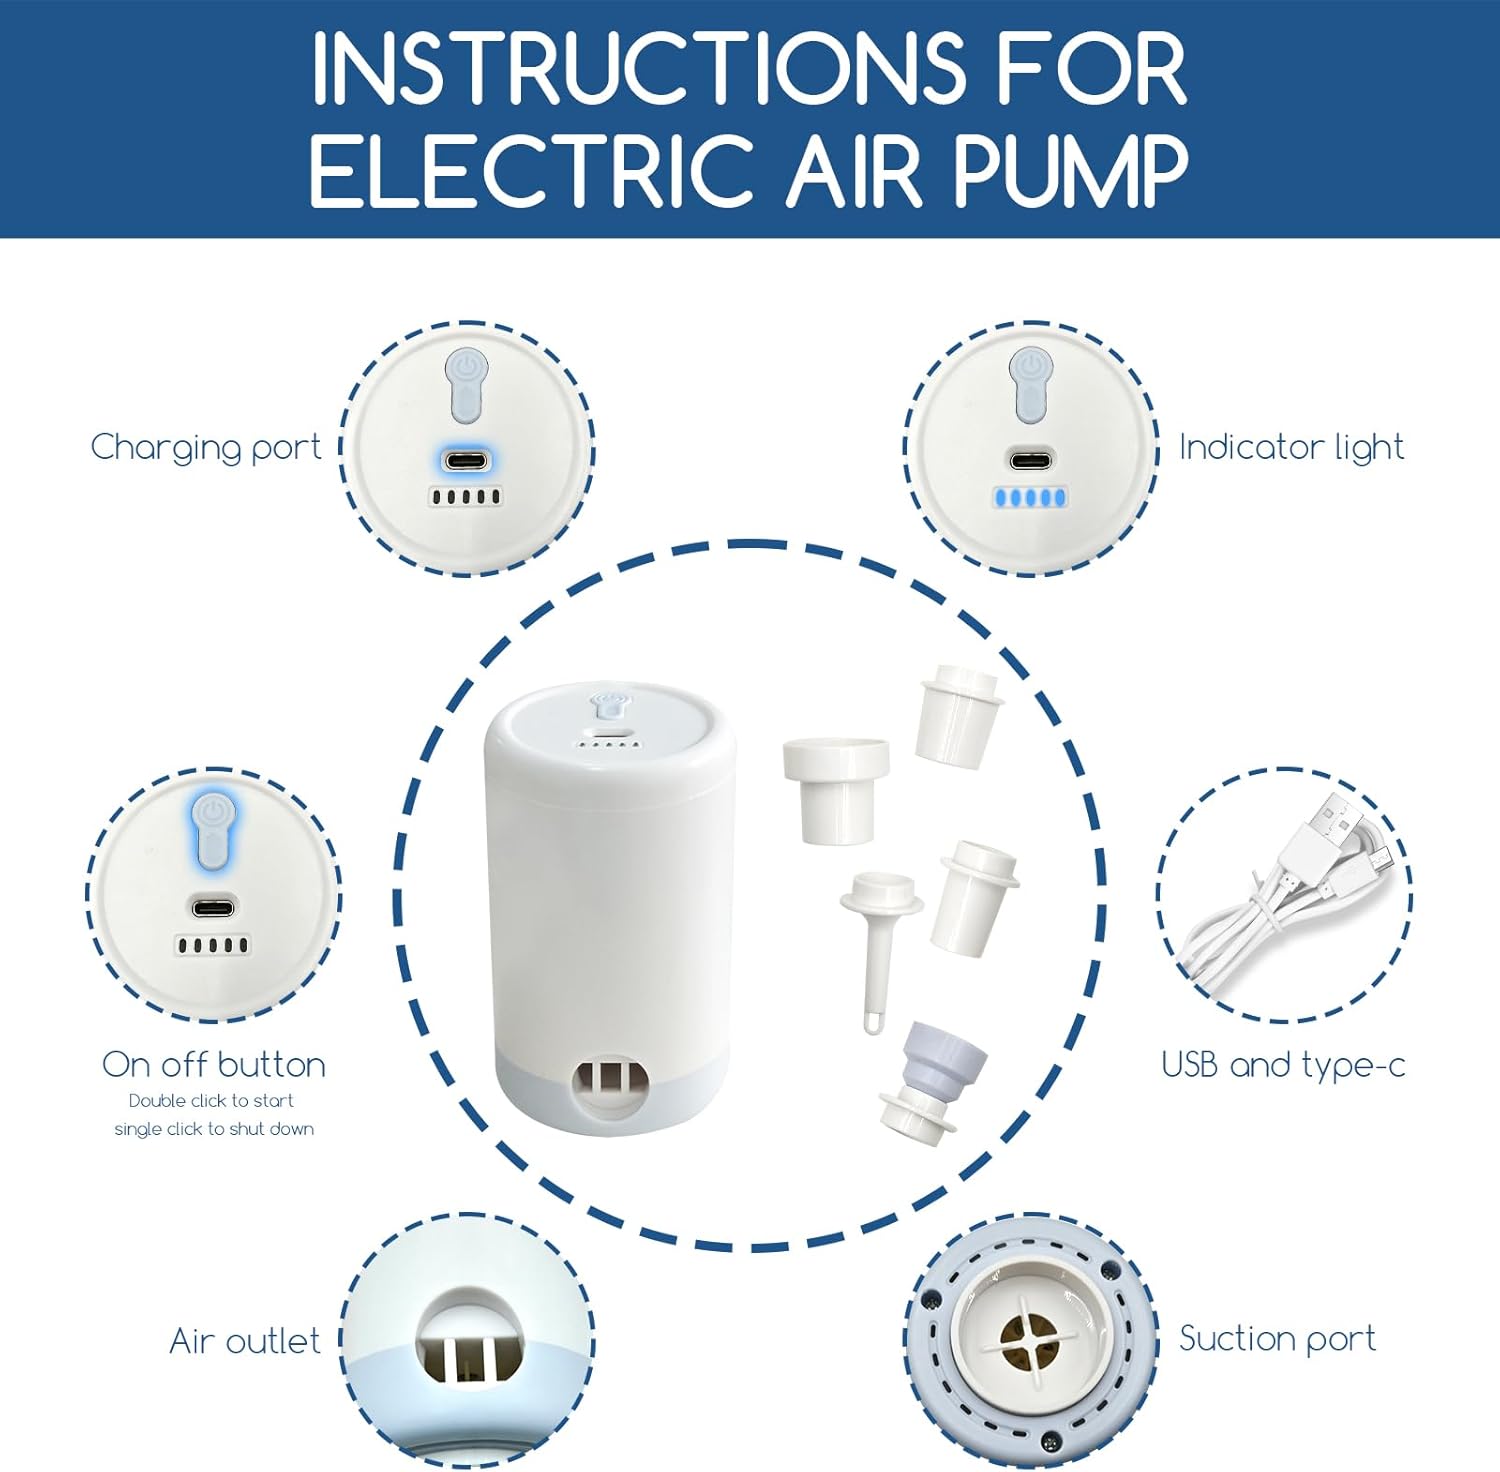 INSTRUCTIONS FOR
ELECTRIC AIR PUMP
Charging port
Indicator light
On off button
Double click to start
single click to shut down
USB and type-c
Air outlet
Suction port